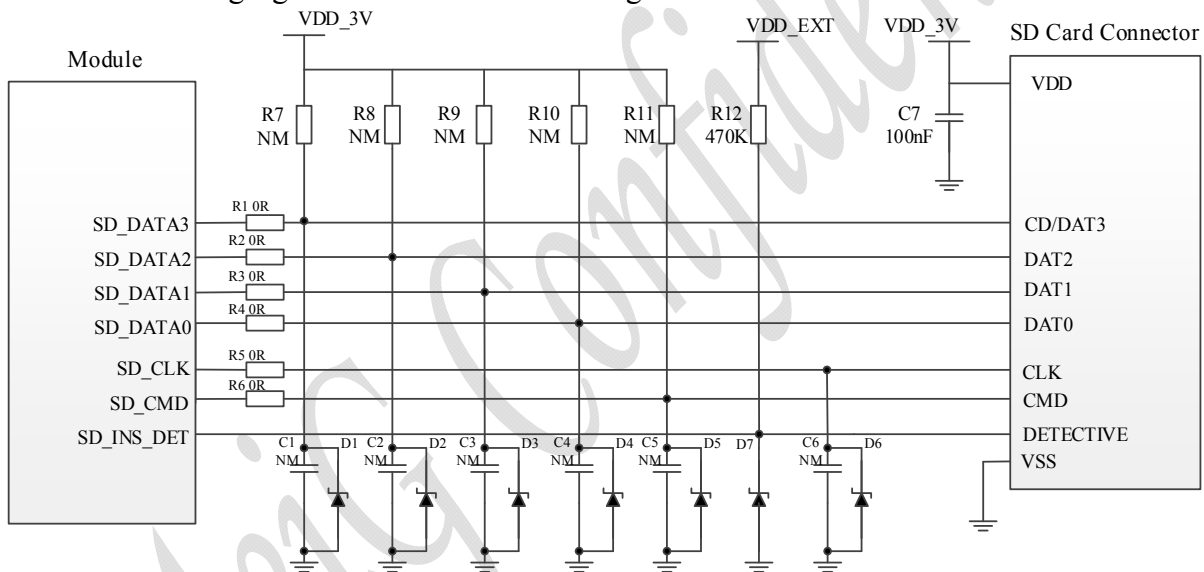 VDD_3V
VDD_EXT
VDD_3V
SD Card Connector
Module
VDD
R7
NM
R8
NM
R9
NM
R10
NM
R11
NM
R12
470K
C7
100nF
SD_DATA3
R1 0R
CD/DAT3
SD_DATA2
R2 0R
DAT2
SD_DATA1
R3 0R
DAT1
SD_DATA0
R4 0R
DAT0
SD_CLK
R5 0R
CLK
SD_CMD
R6 0R
CMD
SD_INS_DET
DETECTIVE
VSS
C1
NM
D1
C2
NM
D2
C3
NM
D3
C4
NM
D4
C5
NM
D5
D7
C6
NM
D6